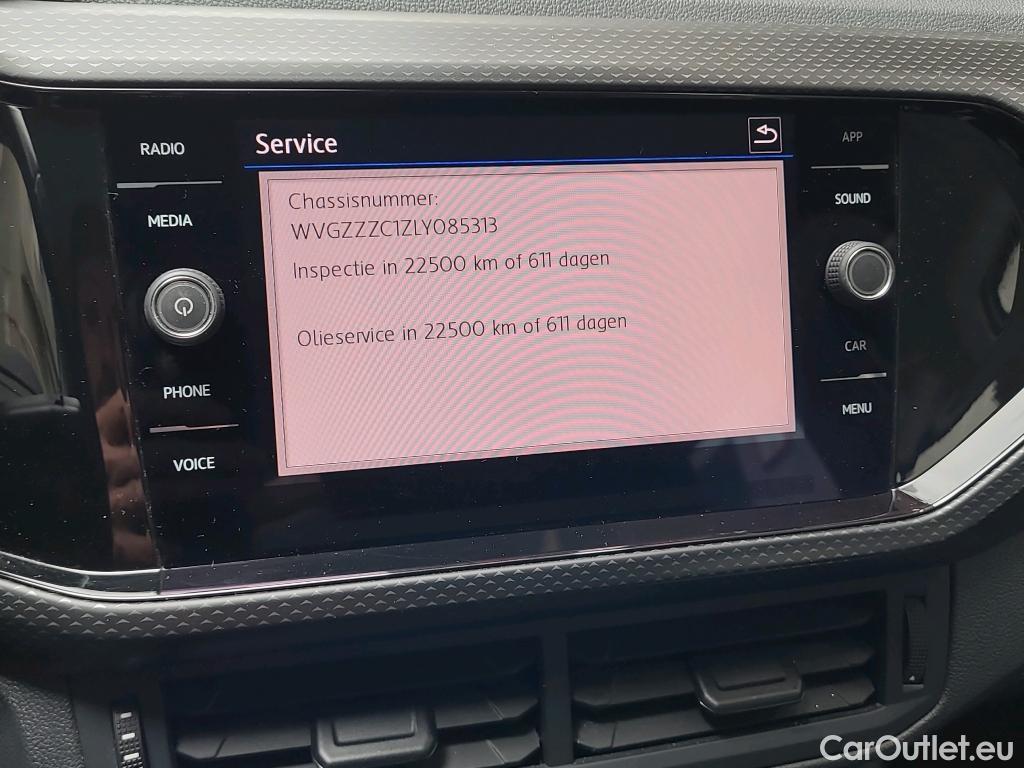 Service
RADIO
MEDIA
PHONE
VOICE
Chassisnummer:
WVGZZZC1ZLY085313
Inspectie in 22500 km of 611 dagen
Olieservice in 22500 km of 611 dagen
APP
SOUND
CAR
MENU
CarOutlet.eu